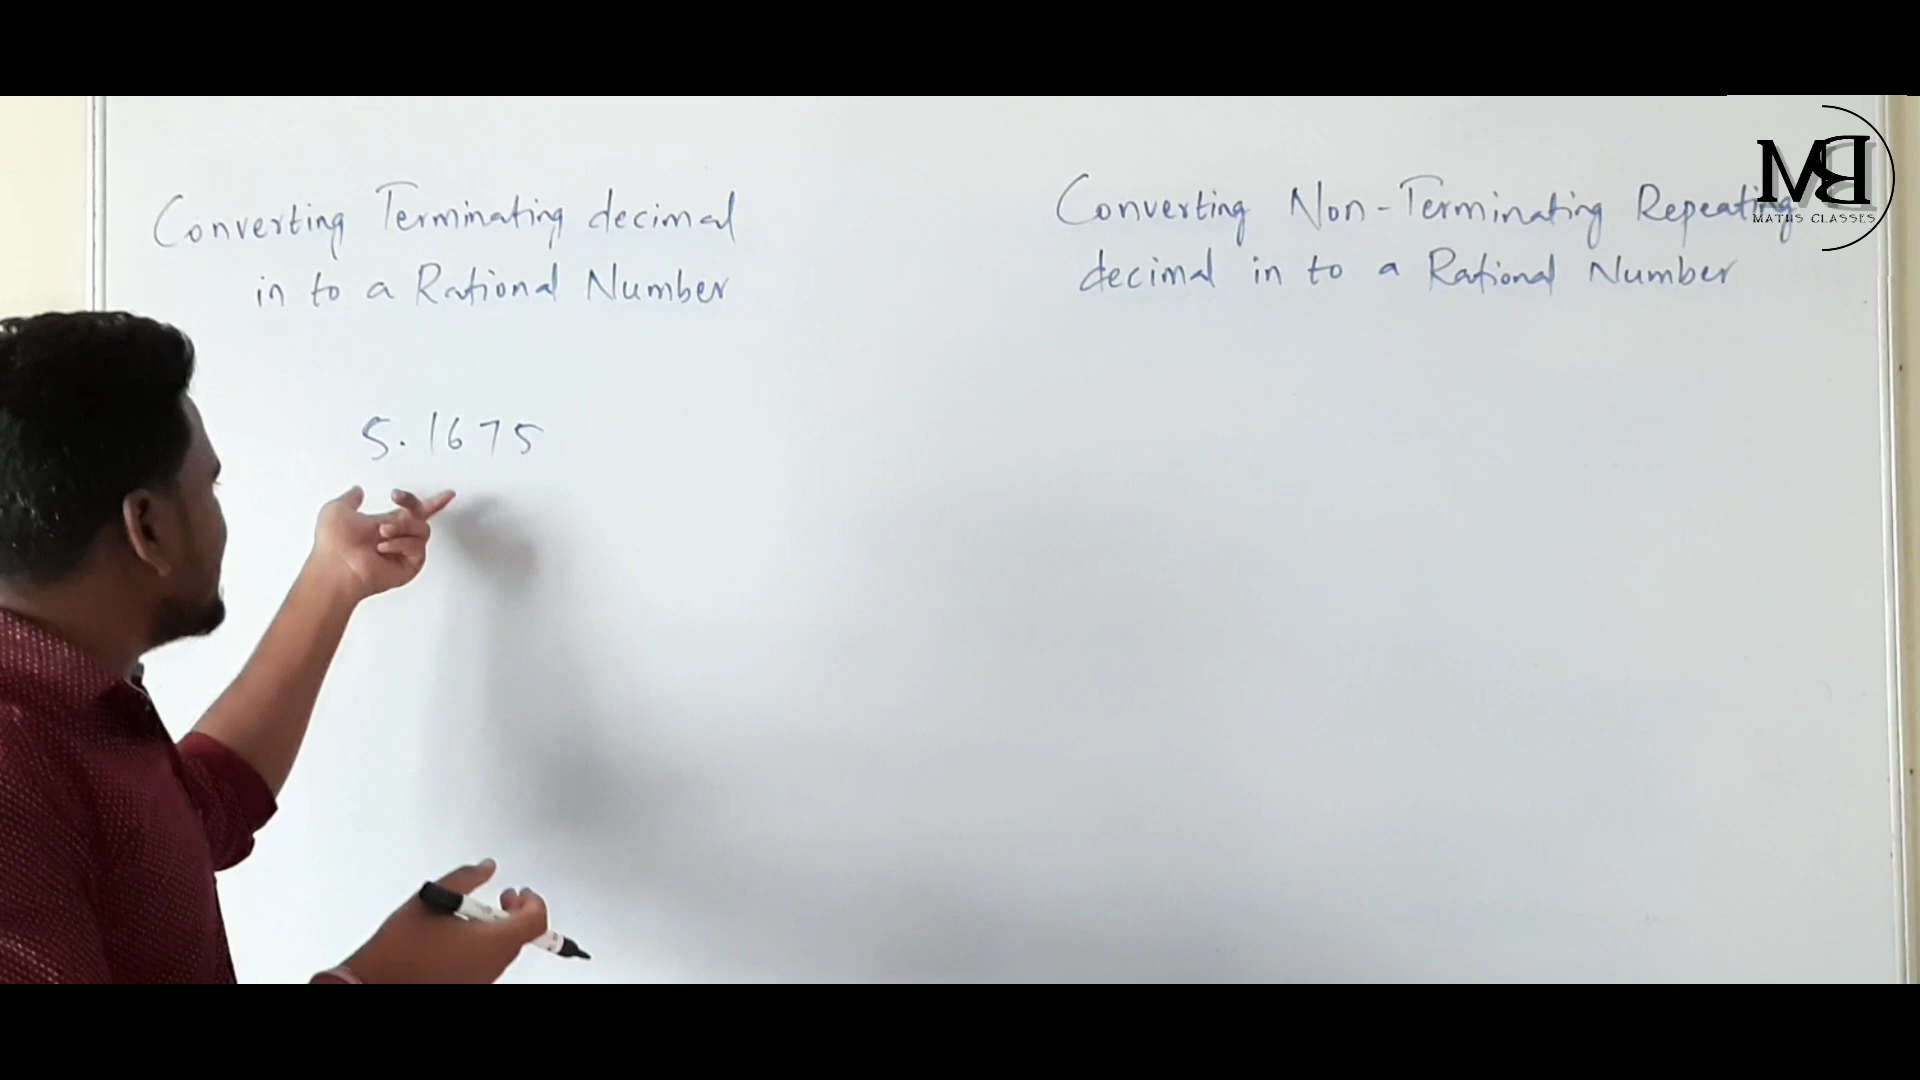 Converting Terminating decimal
in to a Rational Number
5.1675
Converting Non-Terminating Repeating
decimal in to a Rational Number
MB
MATHS CLASSES